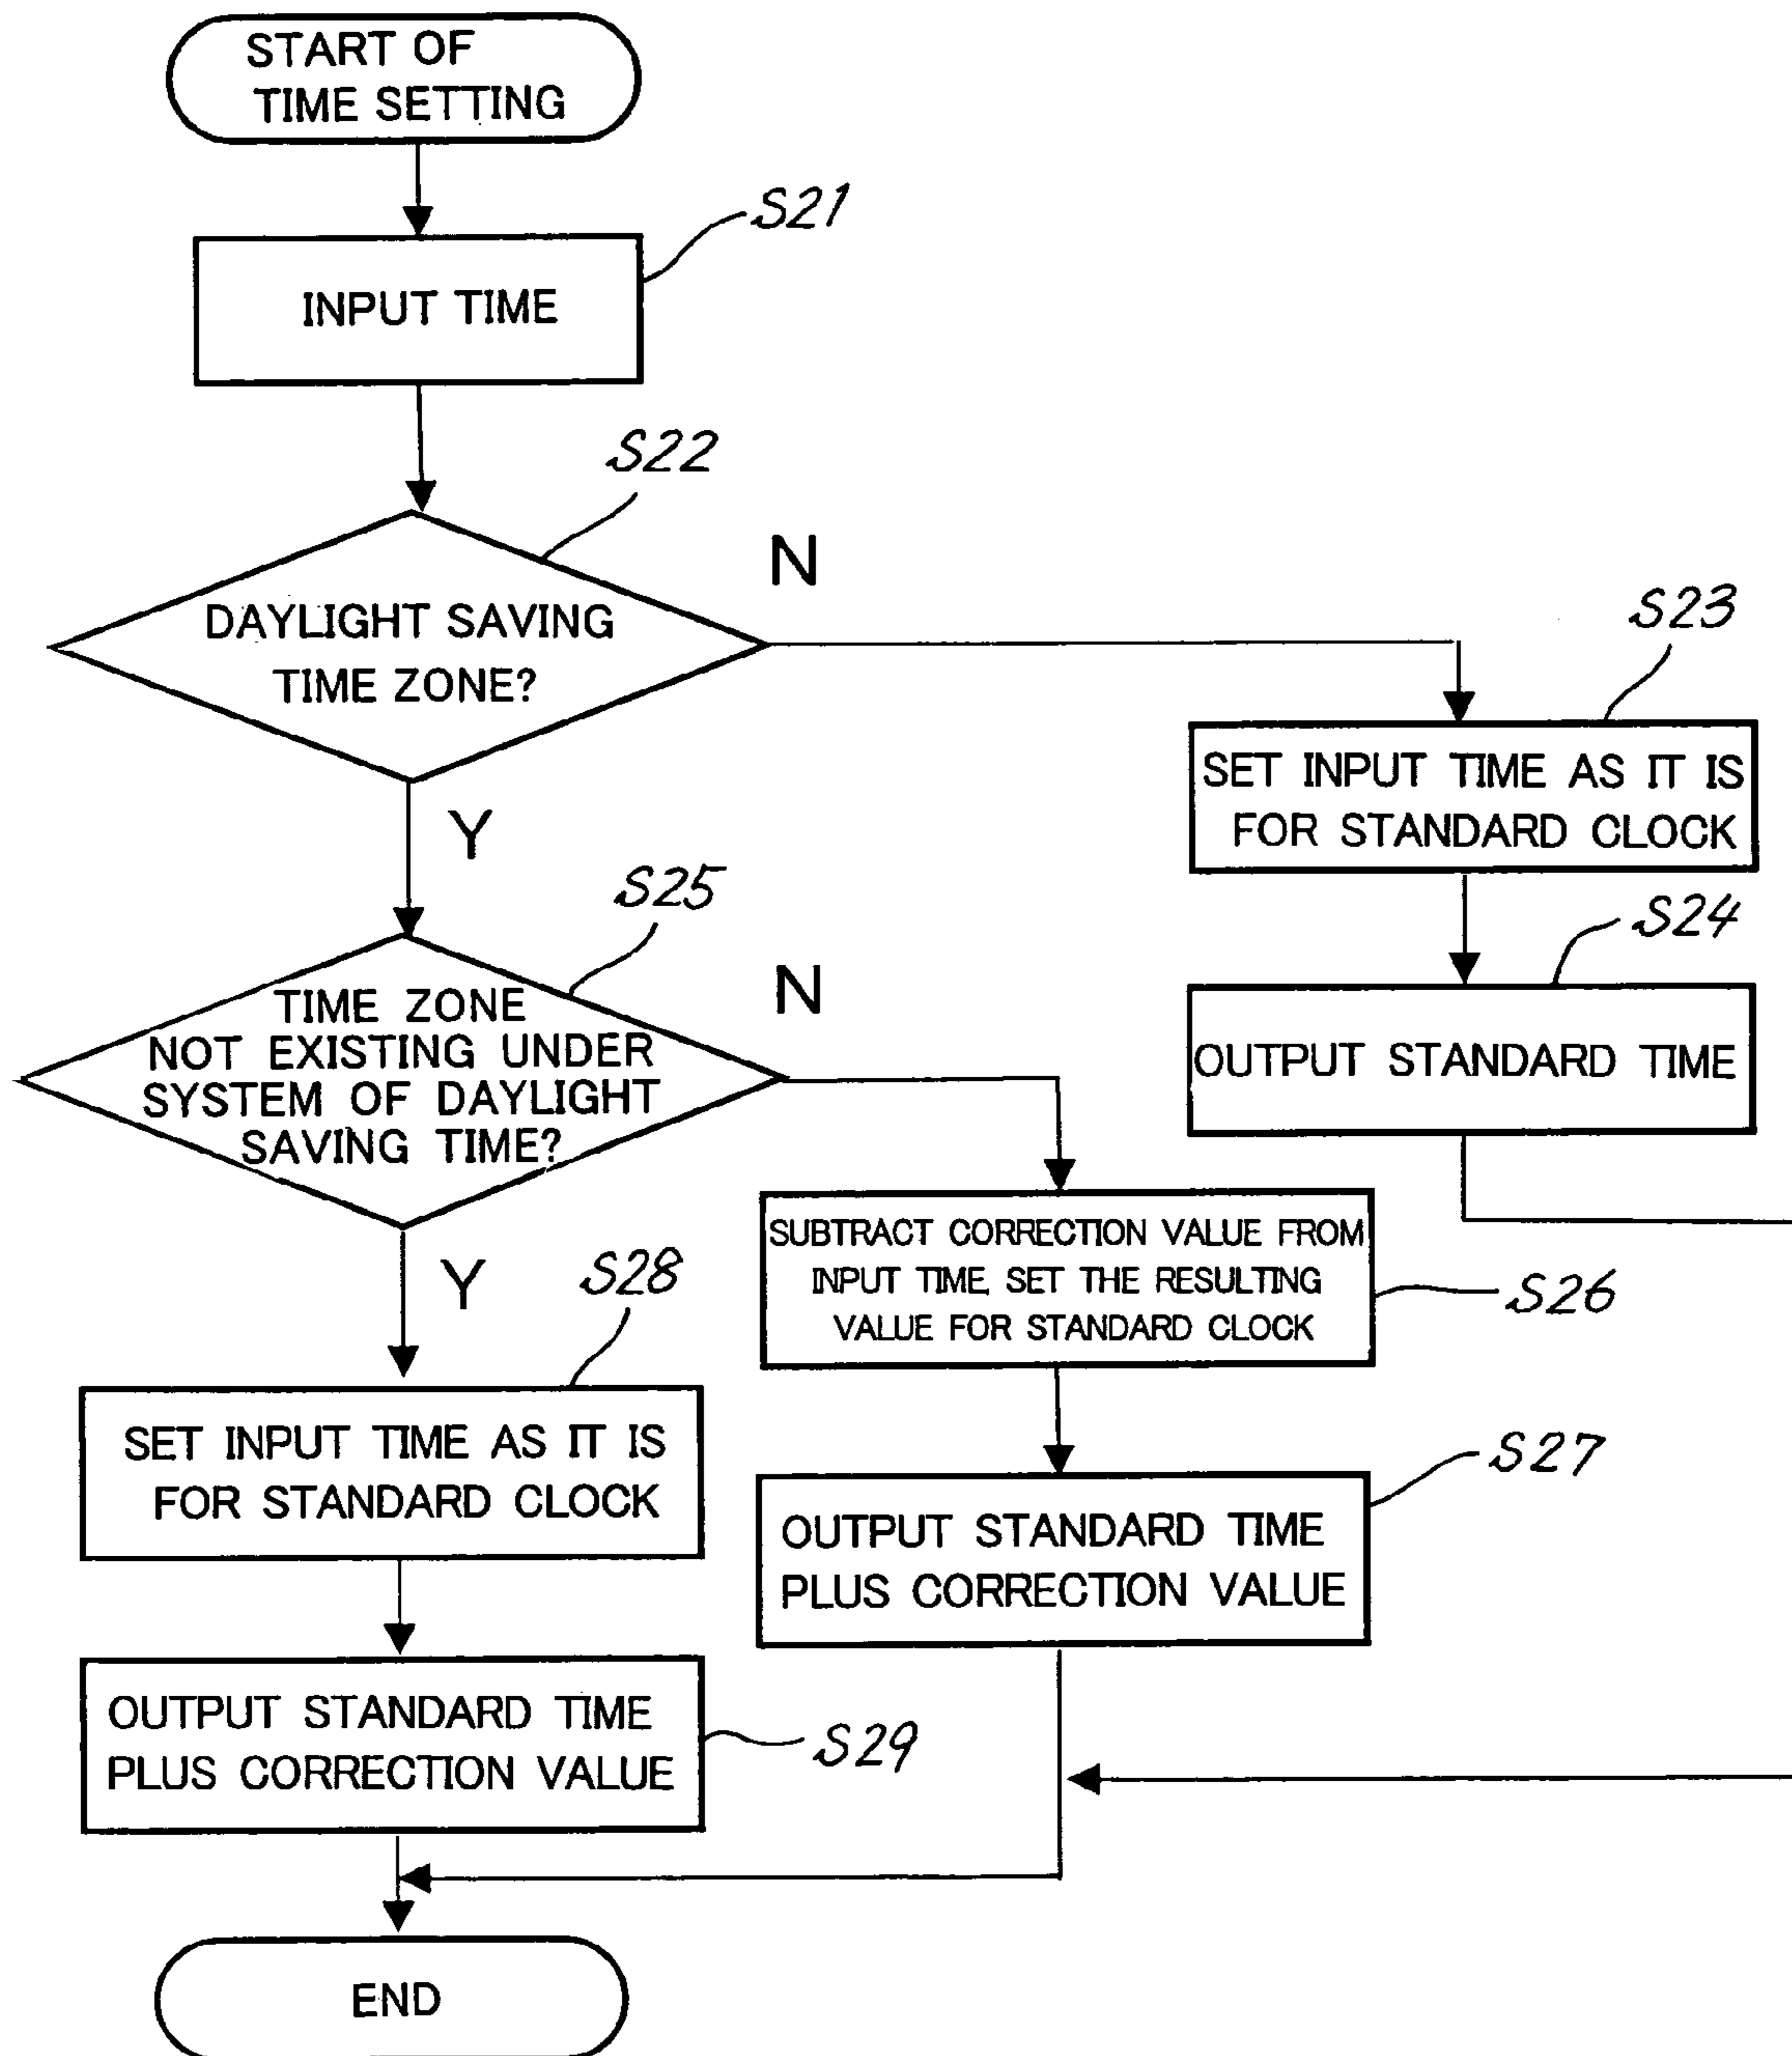 START OF
TIME SETTING
S21
INPUT TIME
S22
N
DAYLIGHT SAVING
TIME ZONE?
Y
S23
SET INPUT TIME AS IT IS
FOR STANDARD CLOCK
S24
OUTPUT STANDARD TIME
S25
N
TIME ZONE
NOT EXISTING UNDER
SYSTEM OF DAYLIGHT
SAVING TIME?
Y
SUBTRACT CORRECTION VALUE FROM
INPUT TIME, SET THE RESULTING
VALUE FOR STANDARD CLOCK
S26
S27
OUTPUT STANDARD TIME
PLUS CORRECTION VALUE
S28
SET INPUT TIME AS IT IS
FOR STANDARD CLOCK
OUTPUT STANDARD TIME
PLUS CORRECTION VALUE
S29
END